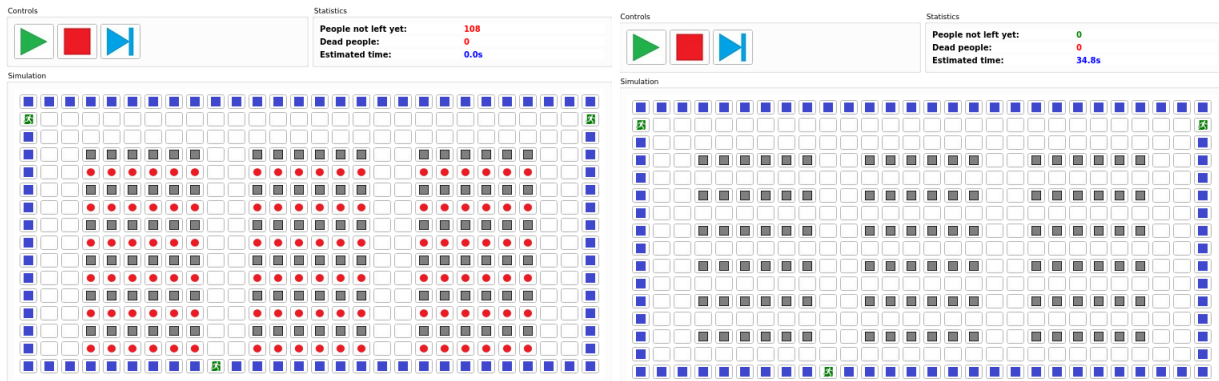 Controls
Statistics
People not left yet: 108
Dead people: 0
Estimated time: 0.0s
Simulation
Controls
Statistics
People not left yet: 0
Dead people: 0
Estimated time: 34.8s
Simulation